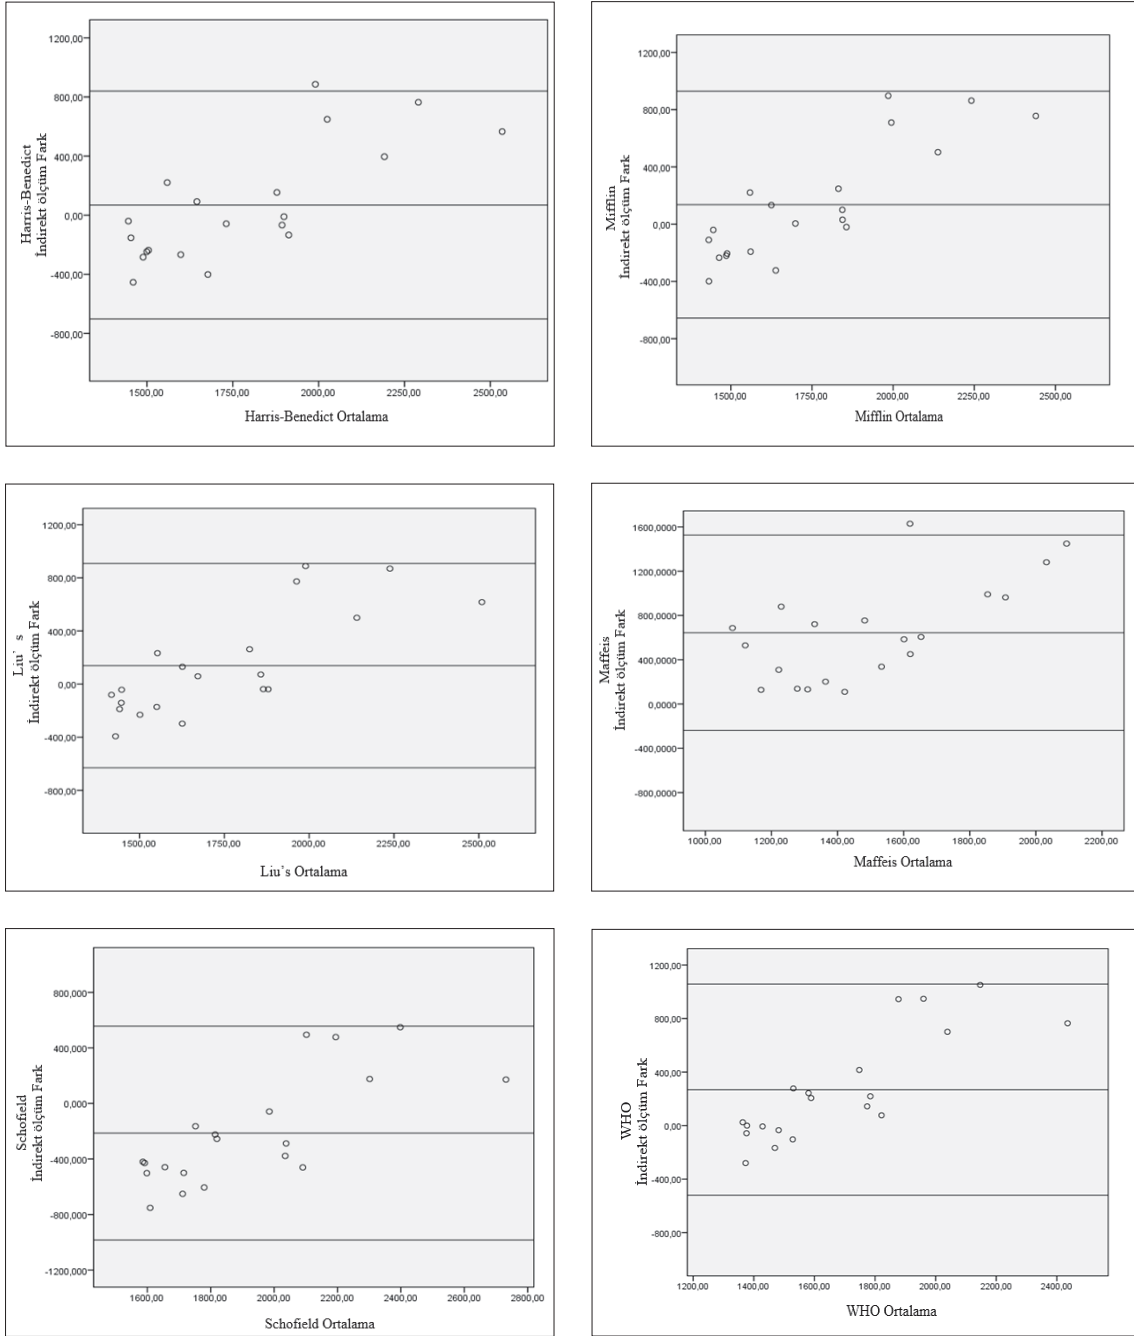 1200,00
800,00
400,00
0,00
-400,00
-800,00
Harris-Benedict
İndirekt ölçüm Fark
1500,00 1750,00 2000,00 2250,00 2500,00
Harris-Benedict Ortalama
1200,00
800,00
400,00
0,00
-400,00
-800,00
Mifflin
İndirekt ölçüm Fark
1500,00 1750,00 2000,00 2250,00 2500,00
Mifflin Ortalama
1200,00
800,00
400,00
0,00
-400,00
-800,00
Liu’ s
İndirekt ölçüm Fark
1500,00 1750,00 2000,00 2250,00 2500,00
Liu’s Ortalama
1600,0000
1200,0000
800,0000
400,0000
0,0000
-400,0000
-800,0000
Maffeis
İndirekt ölçüm Fark
1000,00 1200,00 1400,00 1600,00 1800,00 2000,00 2200,00
Maffeis Ortalama
800,000
400,000
0,000
-400,000
-800,000
-1200,000
Schofield
İndirekt ölçüm Fark
1600,00 1800,00 2000,00 2200,00 2400,00 2600,00 2800,00
Schofield Ortalama
1200,00
800,00
400,00
0,00
-400,00
-800,00
WHO
İndirekt ölçüm Fark
1200,00 1400,00 1600,00 1800,00 2000,00 2200,00 2400,00
WHO Ortalama